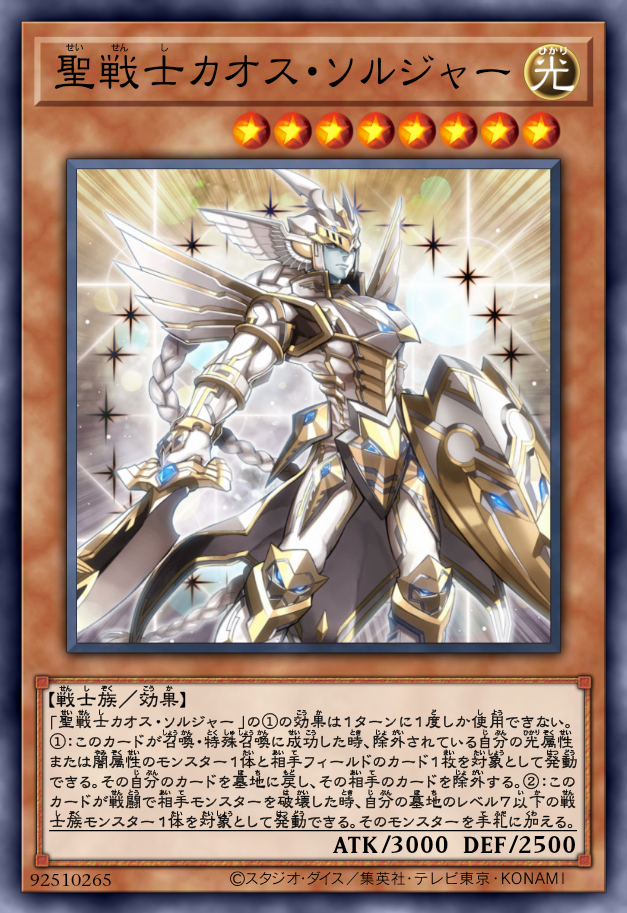 聖戦士カオス・ソルジャー
光
【戦士族／効果】
「聖戦士カオス・ソルジャー」の①の効果は１ターンに１度しか使用できない。
①：このカードが召喚・特殊召喚に成功した時、除外されている自分の光属性
または闇属性のモンスター１体と相手フィールドのカード１枚を対象として発動
できる。その自分のカードを墓地に戻し、その相手のカードを除外する。②：この
カードが戦闘で相手モンスターを破壊した時、自分の墓地のレベル７以下の戦
士族モンスター１体を対象として発動できる。そのモンスターを手札に加える。
ATK/3000 DEF/2500
92510265 ©スタジオ・ダイス／集英社・テレビ東京・KONAMI